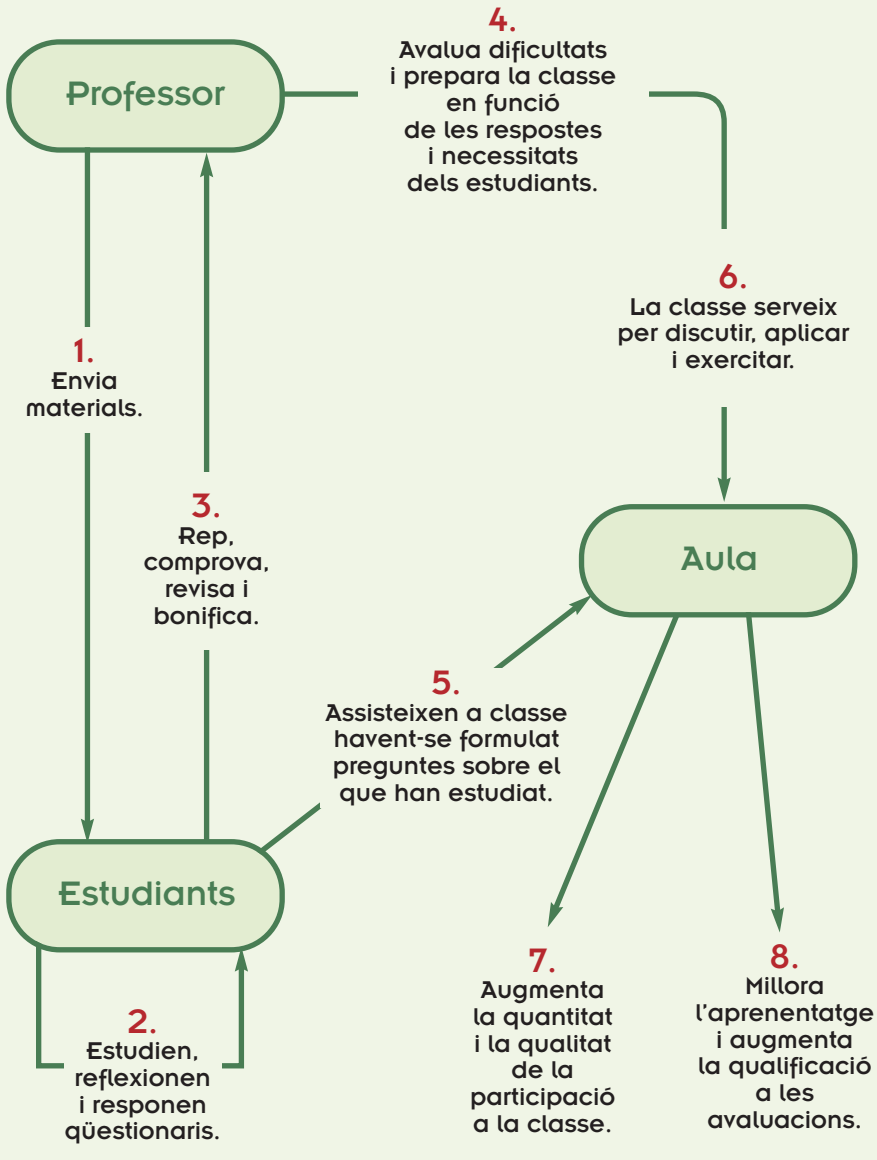 Professor
4.
Avalua dificultats
i prepara la classe
en funció
de les respostes
i necessitats
dels estudiants.
6.
La classe serveix
per discutir, aplicar
i exercitar.
1.
Envia
materials.
3.
Rep,
comprova,
revisa i
bonifica.
Aula
5.
Assisteixen a classe
havent-se formulat
preguntes sobre el
que han estudiat.
Estudiants
2.
Estudien,
reflexionen
i responen
qüestionaris.
7.
Augmenta
la quantitat
i la qualitat
de la
participació
a la classe.
8.
Millora
l'aprenentatge
i augmenta
la qualificació
a les
avaluacions.